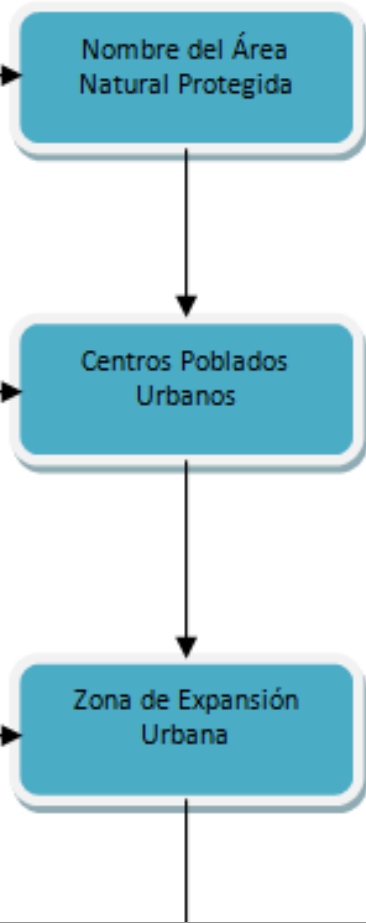 Nombre del Área
Natural Protegida
Centros Poblados
Urbanos
Zona de Expansión
Urbana